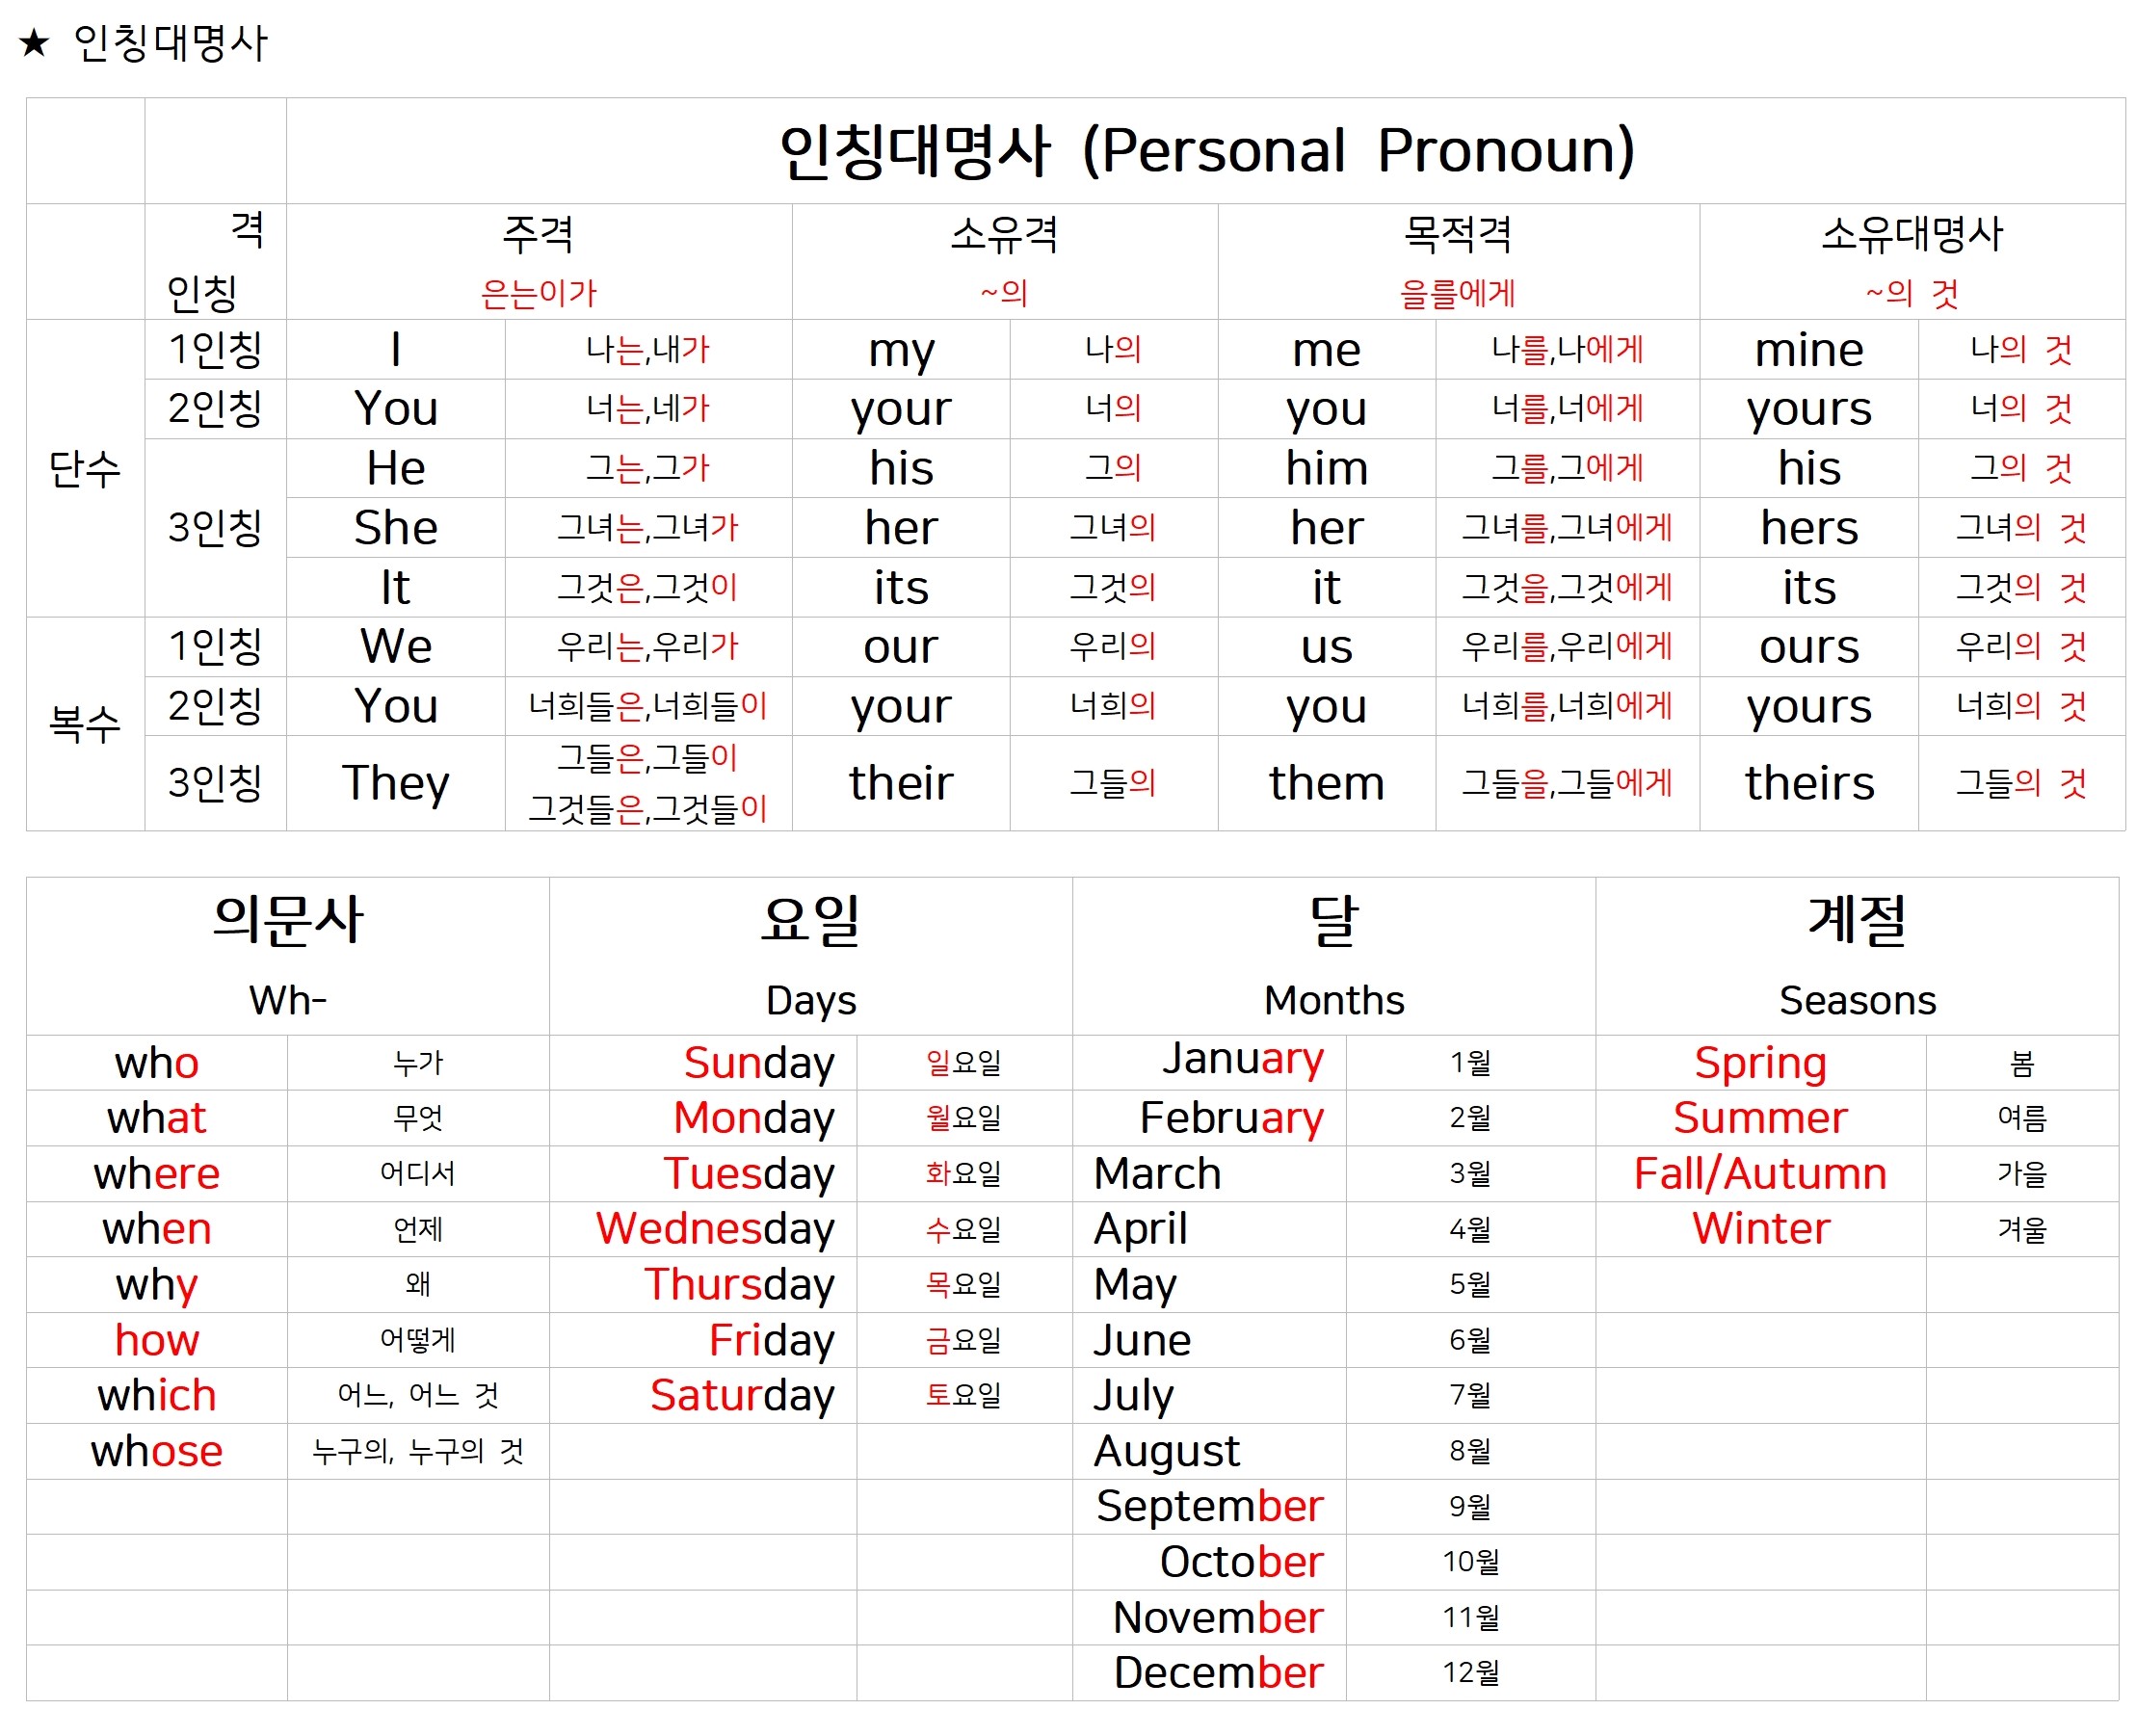 ★ 인칭대명사
인칭대명사 (Personal Pronoun)
격 인칭 주격 은는이가 소유격 ~의 목적격 을를에게 소유대명사 ~의 것
단수 1인칭 I 나는,내가 my 나의 me 나를,나에게 mine 나의 것
2인칭 You 너는,네가 your 너의 you 너를,너에게 yours 너의 것
3인칭 He 그는,그가 his 그의 him 그를,그에게 his 그의 것
She 그녀는,그녀가 her 그녀의 her 그녀를,그녀에게 hers 그녀의 것
It 그것은,그것이 its 그것의 it 그것을,그것에게 its 그것의 것
복수 1인칭 We 우리는,우리가 our 우리의 us 우리를,우리에게 ours 우리의 것
2인칭 You 너희들은,너희들이 your 너희의 you 너희를,너희에게 yours 너희의 것
3인칭 They 그들은,그들이 그것들은,그것들이 their 그들의 them 그들을,그들에게 theirs 그들의 것
의문사 요일 달 계절
Wh- Days Months Seasons
who 누가 Sunday 일요일 January 1월 Spring 봄
what 무엇 Monday 월요일 February 2월 Summer 여름
where 어디서 Tuesday 화요일 March 3월 Fall/Autumn 가을
when 언제 Wednesday 수요일 April 4월 Winter 겨울
why 왜 Thursday 목요일 May 5월
how 어떻게 Friday 금요일 June 6월
which 어느, 어느 것 Saturday 토요일 July 7월
whose 누구의, 누구의 것 August 8월
September 9월
October 10월
November 11월
December 12월